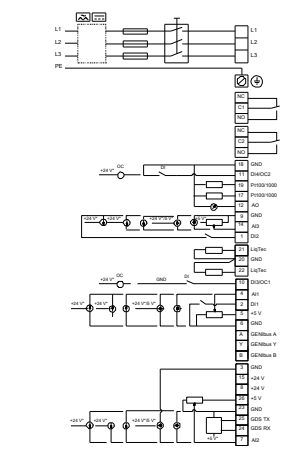 L1 L1
L2 L2
L3 L3
PE
NC
C1
NO
NC
C2
NO
18 GND
+24 V* OC DI 11 DI4/OC2
19 Pt100/1000
17 Pt100/1000
12 AO
9 GND
+24 V* +24 V* +24 V*/5 V* +5 V* 14 AI3
1 DI2
21 LiqTec
20 GND
22 LiqTec
+24 V* OC GND DI 10 DI3/OC1
4 AI1
+24 V* +24 V* +24 V*/5 V* 2 DI1
5 +5 V
6 GND
A GENIbus A
Y GENIbus Y
B GENIbus B
3 GND
15 +24 V
8 +24 V
26 +5 V
23 GND
25 GDS TX
+24 V* +24 V* +24 V*/5 V* 24 GDS RX
+5 V* 7 AI2